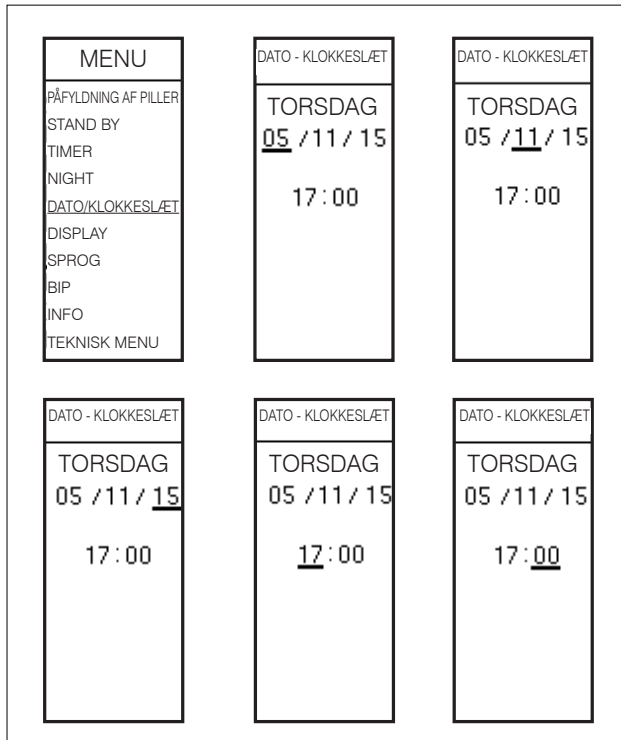 MENU
PÅFYLDNING AF PILLER
STAND BY
TIMER
NIGHT
DATO/KLOKKESLÆT
DISPLAY
SPROG
BIP
INFO
TEKNISK MENU
DATO - KLOKKESLÆT
TORSDAG
05 /11/ 15
17:00
DATO - KLOKKESLÆT
TORSDAG
05 /11/ 15
17:00
DATO - KLOKKESLÆT
TORSDAG
05 /11/ 15
17:00
DATO - KLOKKESLÆT
TORSDAG
05 /11/ 15
17:00
DATO - KLOKKESLÆT
TORSDAG
05 /11/ 15
17:00